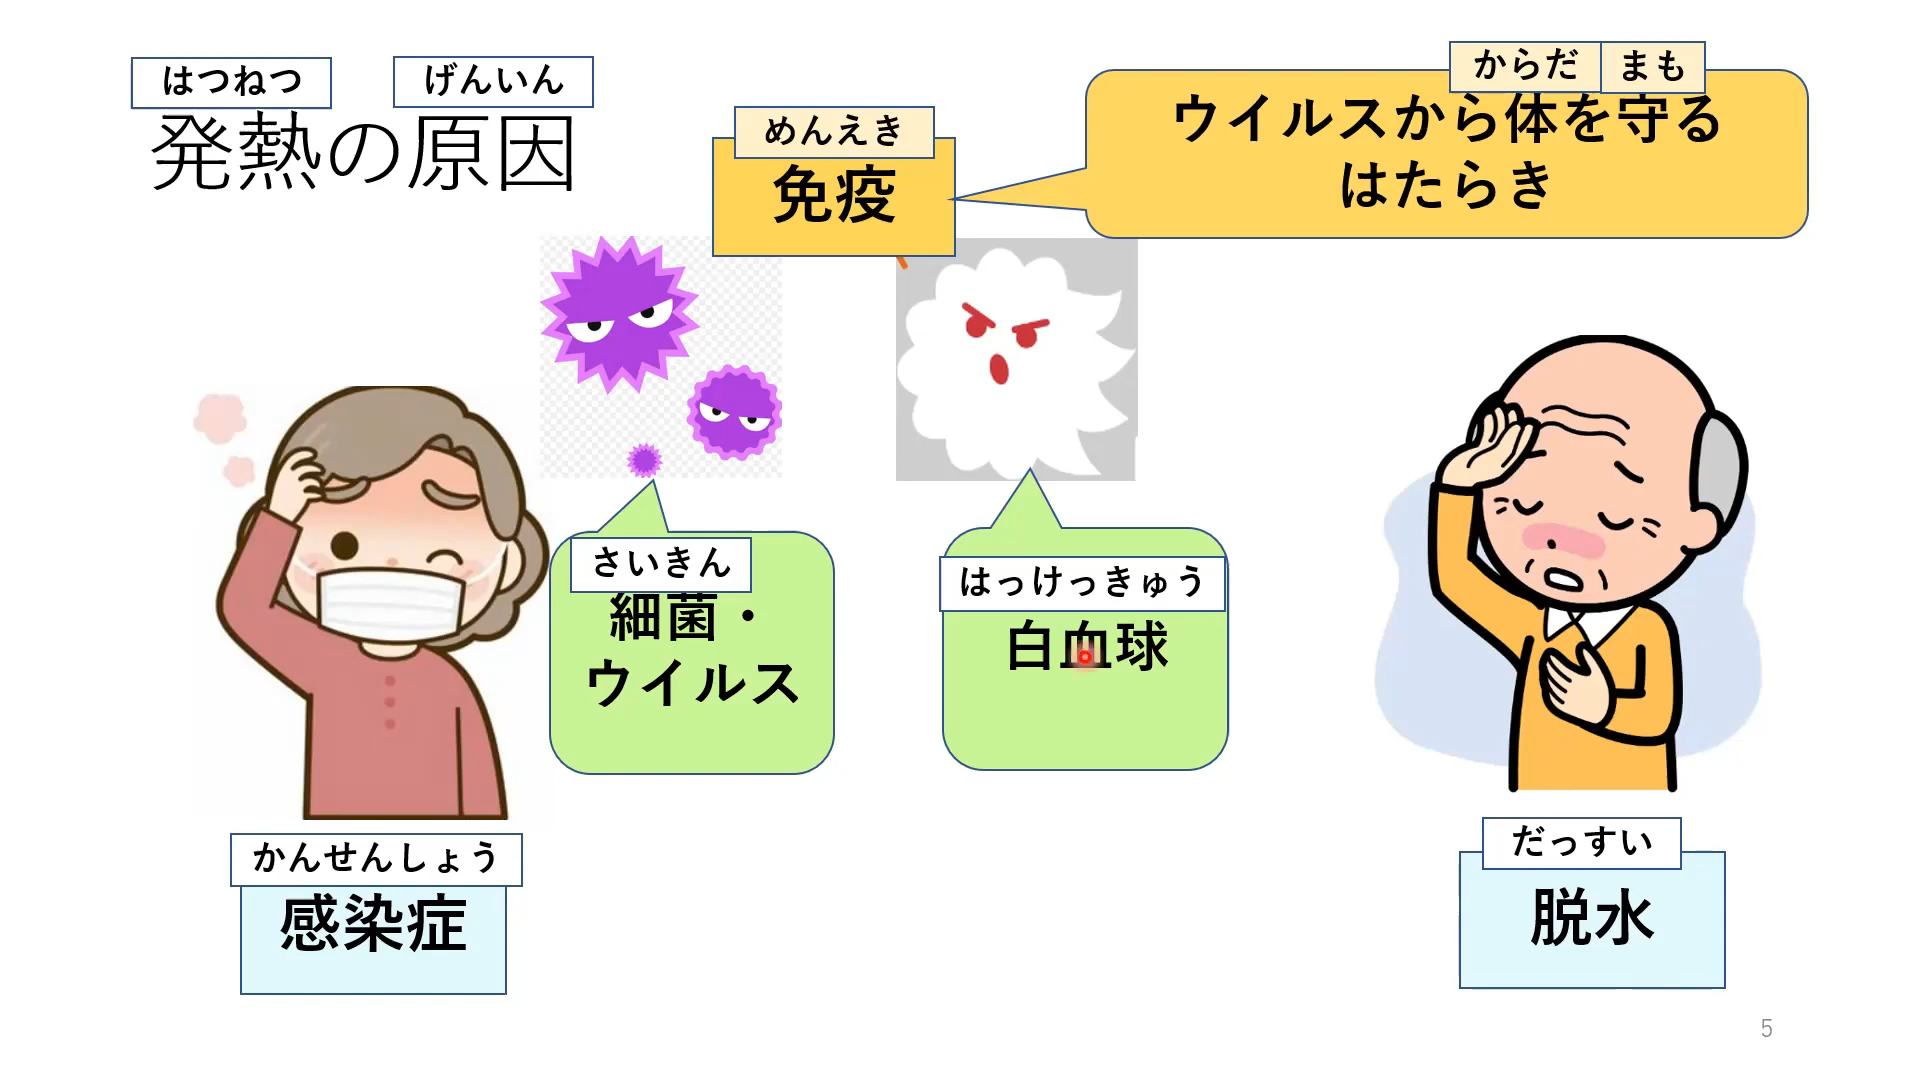 はつねつ げんいん
発熱の原因
めんえき
免疫
からだ まも
ウイルスから体を守る
はたらき
さいきん
細菌・
ウイルス
はっけっきゅう
白血球
かんせんしょう
感染症
だっすい
脱水
5